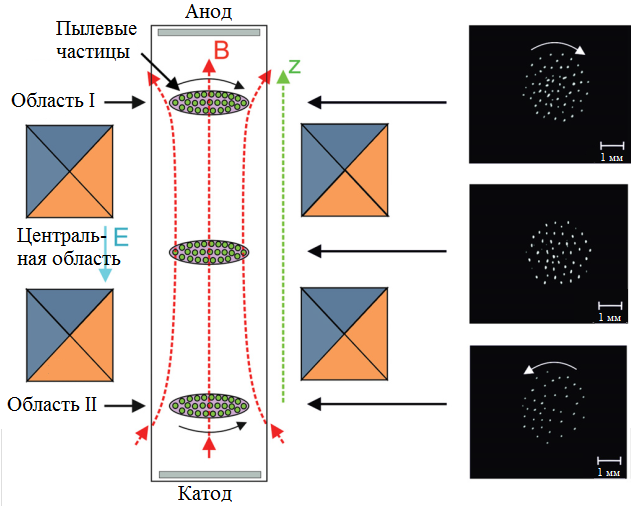 Анод
Пылевые
частицы
B
z
Область I
1 мм
Централь-
ная область
E
1 мм
Область II
1 мм
Катод